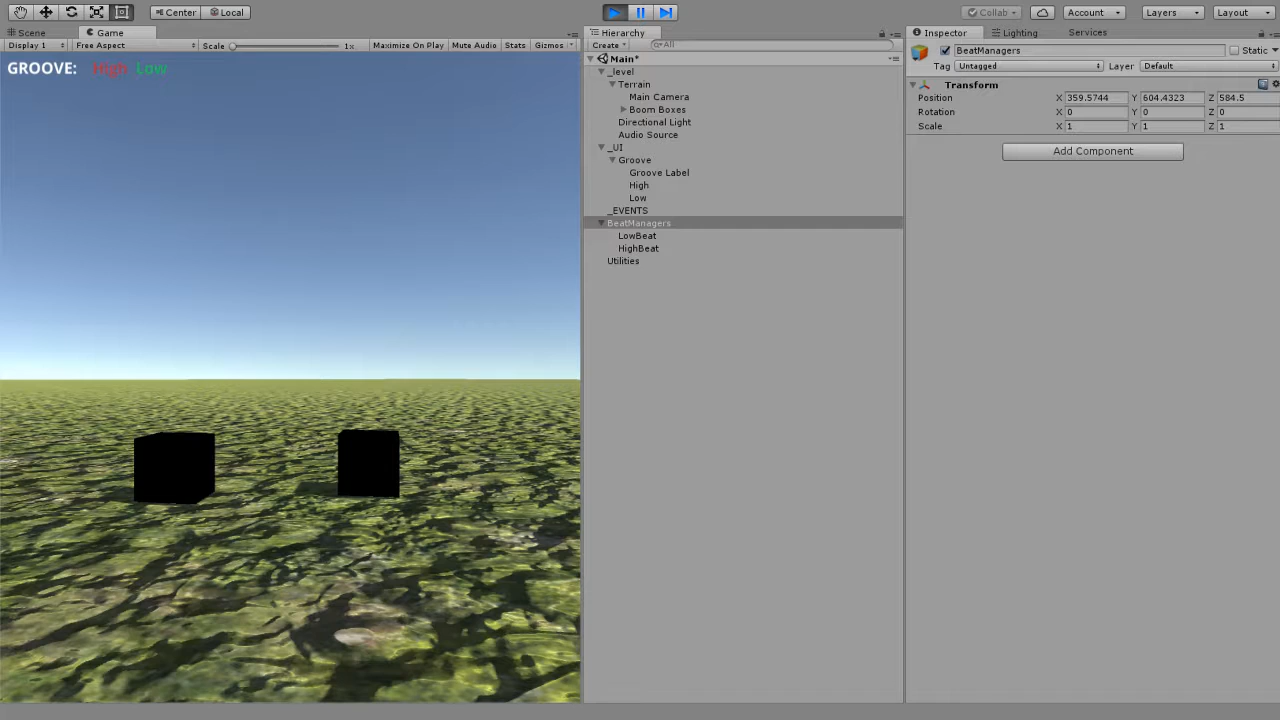 Center Local Collab Account Layers Layout
Scene Game Hierarchy Inspector Lighting Services
Display 1 Free Aspect Scale 1x Maximize On Play Mute Audio Stats Gizmos Create All
GROOVE: High Low
Main*
_level
Terrain
Main Camera
Boom Boxes
Directional Light
Audio Source
_UI
Groove
Groove Label
High
Low
_EVENTS
BeatManagers
LowBeat
HighBeat
Utilities
BeatManagers Static
Tag Untagged Layer Default
Transform
Position X 359.5744 Y 604.4323 Z 584.5
Rotation X 0 Y 0 Z 0
Scale X 1 Y 1 Z 1
Add Component